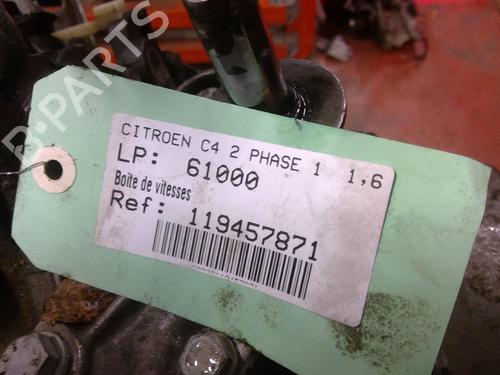 CITROEN C4 2 PHASE 1 1,6
LP: 61000
Boite de vitesses
Ref: 119457871
B-PARTS